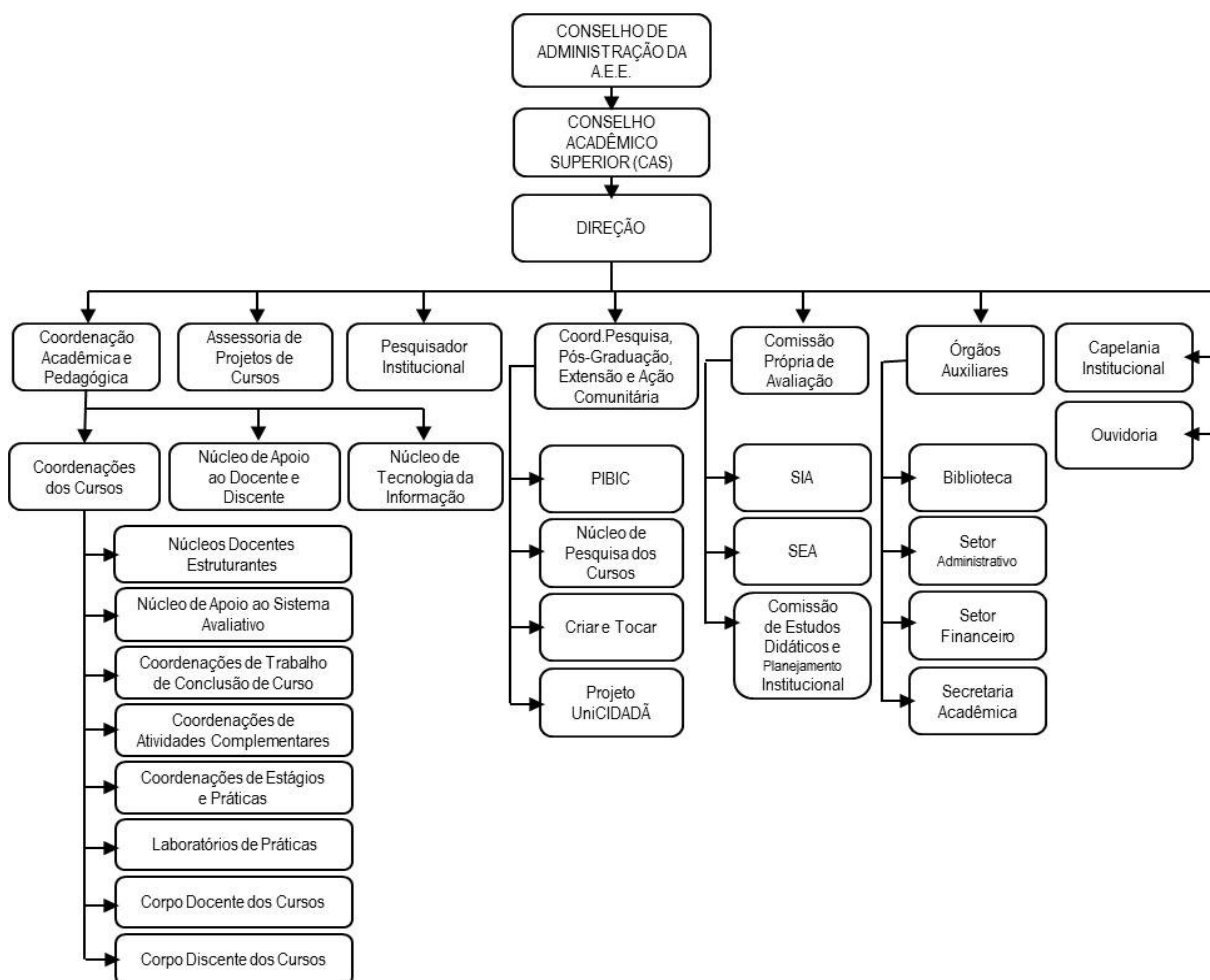 CONSELHO DE
ADMINISTRAÇÃO DA
A.E.E.
CONSELHO
ACADÊMICO
SUPERIOR (CAS)
DIREÇÃO
Coordenação
Acadêmica e
Pedagógica
Assessoria de
Projetos de
Cursos
Pesquisador
Institucional
Coord.Pesquisa,
Pós-Graduação,
Extensão e Ação
Comunitária
Comissão
Própria de
Avaliação
Órgãos
Auxiliares
Capelania
Institucional
Ouvidoria
Coordenações
dos Cursos
Núcleo de Apoio
ao Docente e
Discente
Núcleo de
Tecnologia da
Informação
PIBIC
SIA
Biblioteca
Núcleo de
Pesquisa dos
Cursos
SEA
Setor
Administrativo
Criar e Tocar
Comissão
de Estudos
Didáticos e
Planejamento
Institucional
Setor
Financeiro
Projeto
UniCIDADÃ
Secretaria
Acadêmica
Núcleos Docentes
Estruturantes
Núcleo de Apoio ao Sistema
Avaliativo
Coordenações de Trabalho
de Conclusão de Curso
Coordenações de
Atividades Complementares
Coordenações de Estágios
e Práticas
Laboratórios de Práticas
Corpo Docente dos Cursos
Corpo Discente dos Cursos